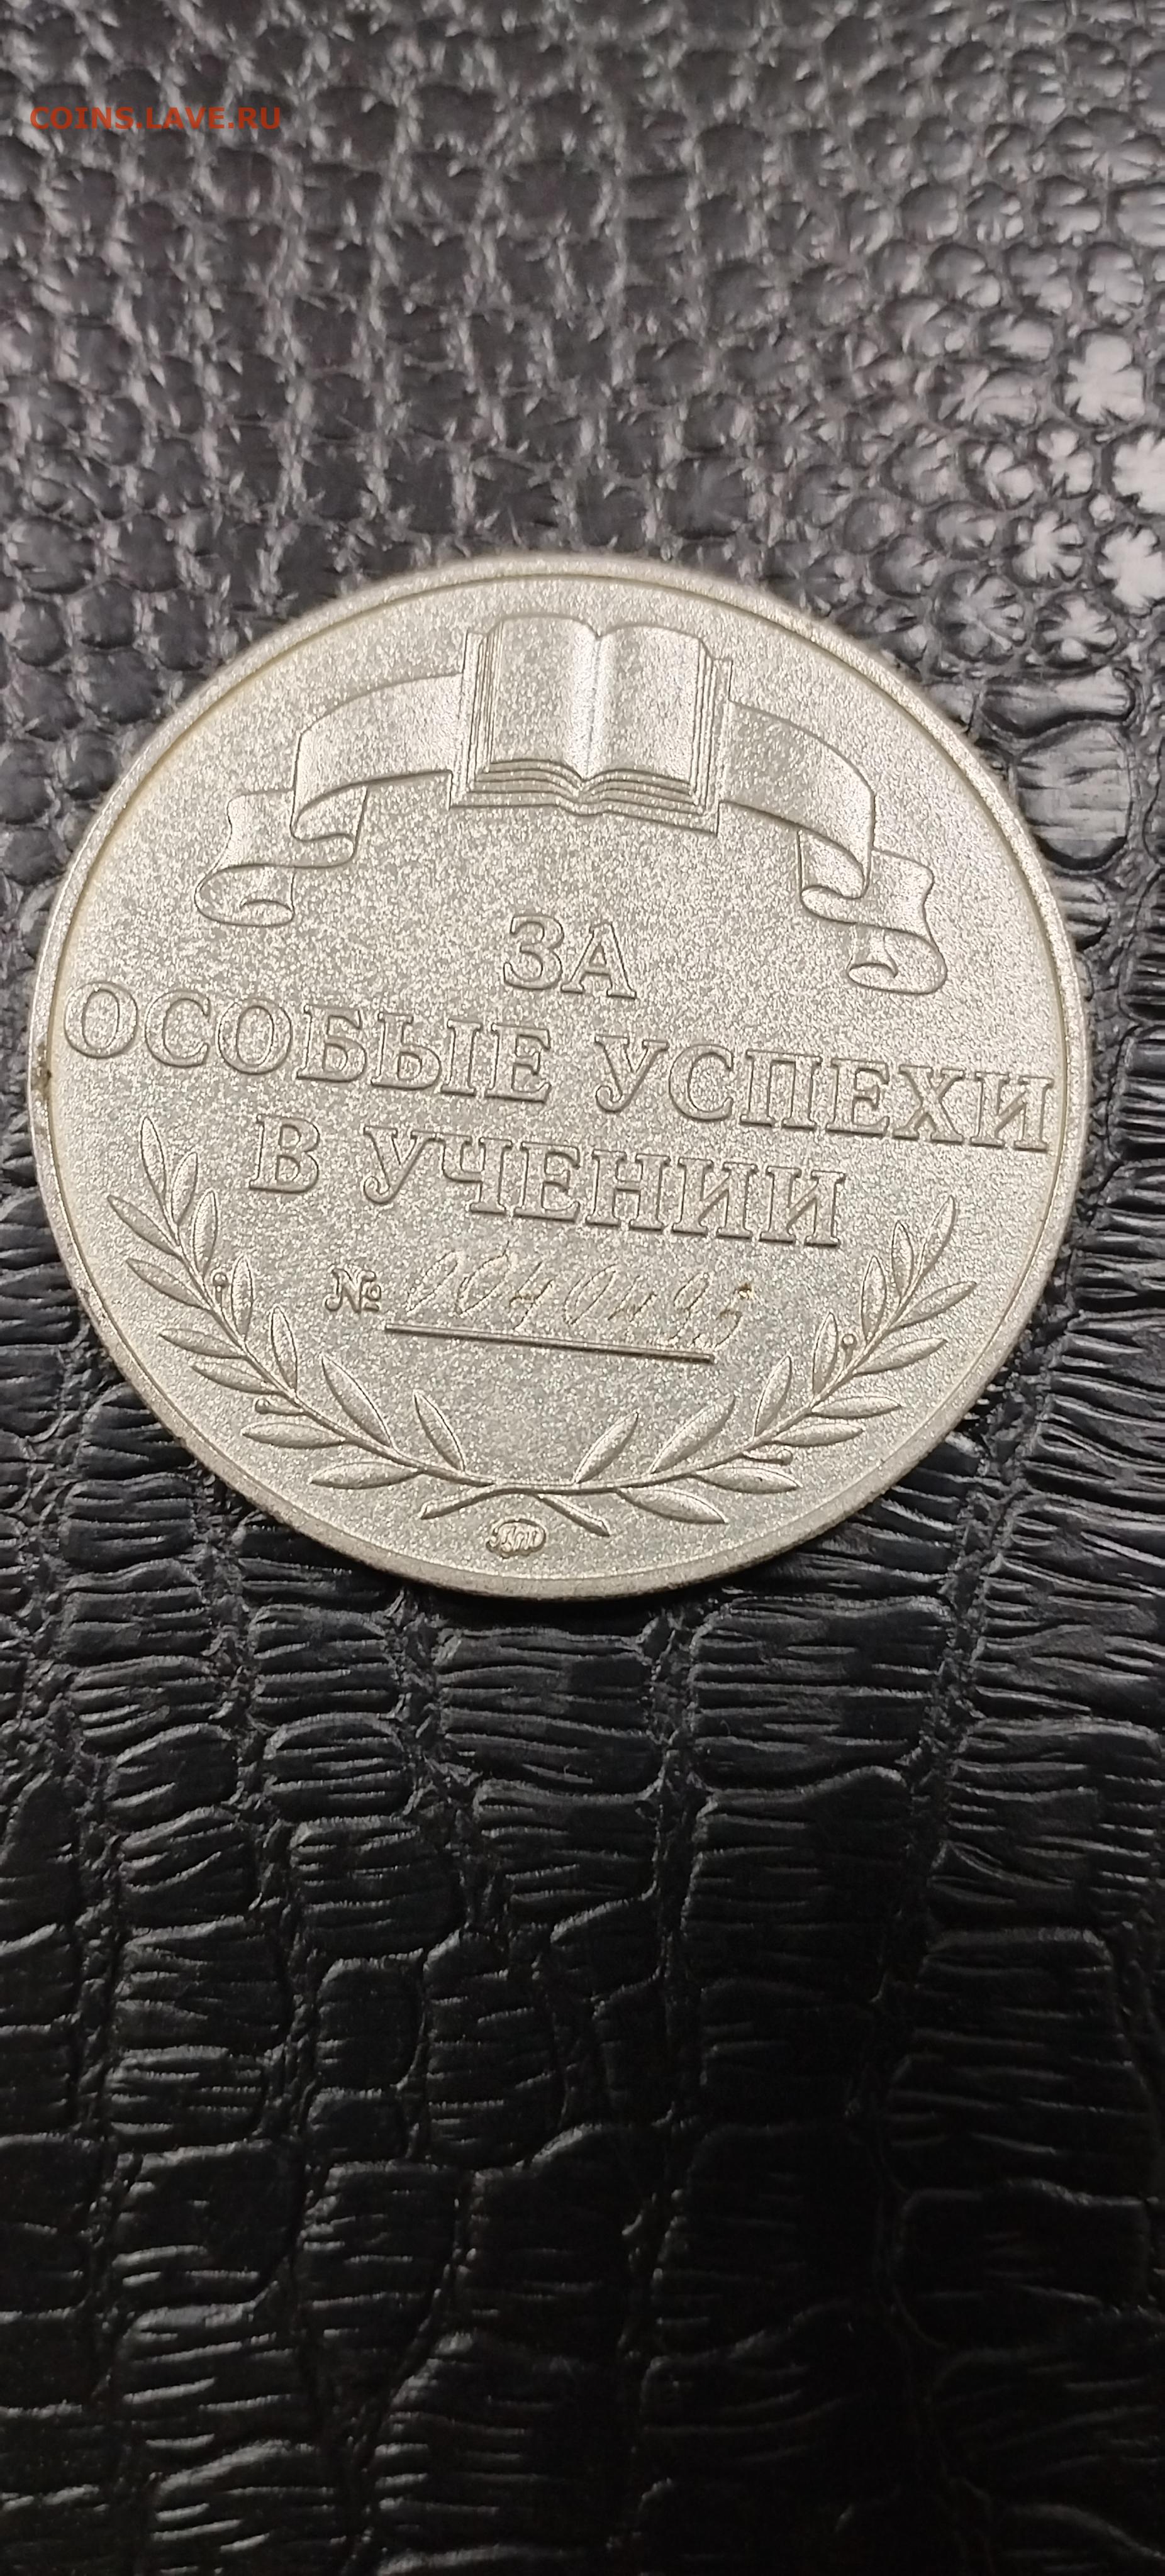 COINS.LAVE.RU
ЗА
ОСОБЫЕ УСПЕХИ
В УЧЕНИИ
№